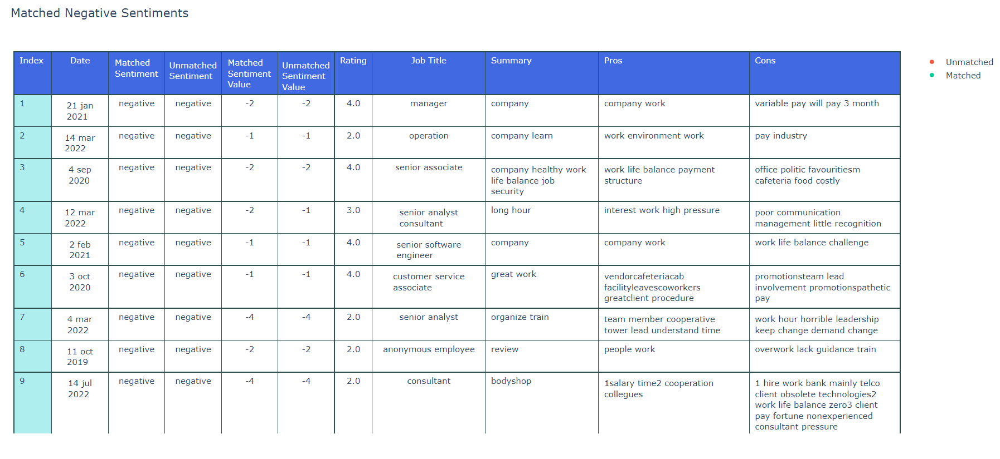 Matched Negative Sentiments
Index Date Matched Sentiment Unmatched Sentiment Matched Sentiment Value Unmatched Sentiment Value Rating Job Title Summary Pros Cons
1 21 jan 2021 negative negative -2 -2 4.0 manager company company work variable pay will pay 3 month
2 14 mar 2022 negative negative -1 -1 2.0 operation company learn work environment work pay industry
3 4 sep 2020 negative negative -2 -2 4.0 senior associate company healthy work life balance job security work life balance payment structure office politic favouritiesm cafeteria food costly
4 12 mar 2022 negative negative -2 -1 3.0 senior analyst consultant long hour interest work high pressure poor communication management little recognition
5 2 feb 2021 negative negative -1 -1 4.0 senior software engineer company company work work life balance challenge
6 3 oct 2020 negative negative -1 -1 4.0 customer service associate great work vendorcafeteriacab facilityleavescoworkers greatclient procedure promotionsteam lead involvement promotionspathetic pay
7 4 mar 2022 negative negative -4 -4 2.0 senior analyst organize train team member cooperative tower lead understand time work hour horrible leadership keep change demand change
8 11 oct 2019 negative negative -2 -2 2.0 anonymous employee review people work overwork lack guidance train
9 14 jul 2022 negative negative -4 -4 2.0 consultant bodyshop 1salary time2 cooperation collegues 1 hire work bank mainly telco client obsolete technologies2 work life balance zero3 client pay fortune nonexperienced consultant pressure
Unmatched
Matched